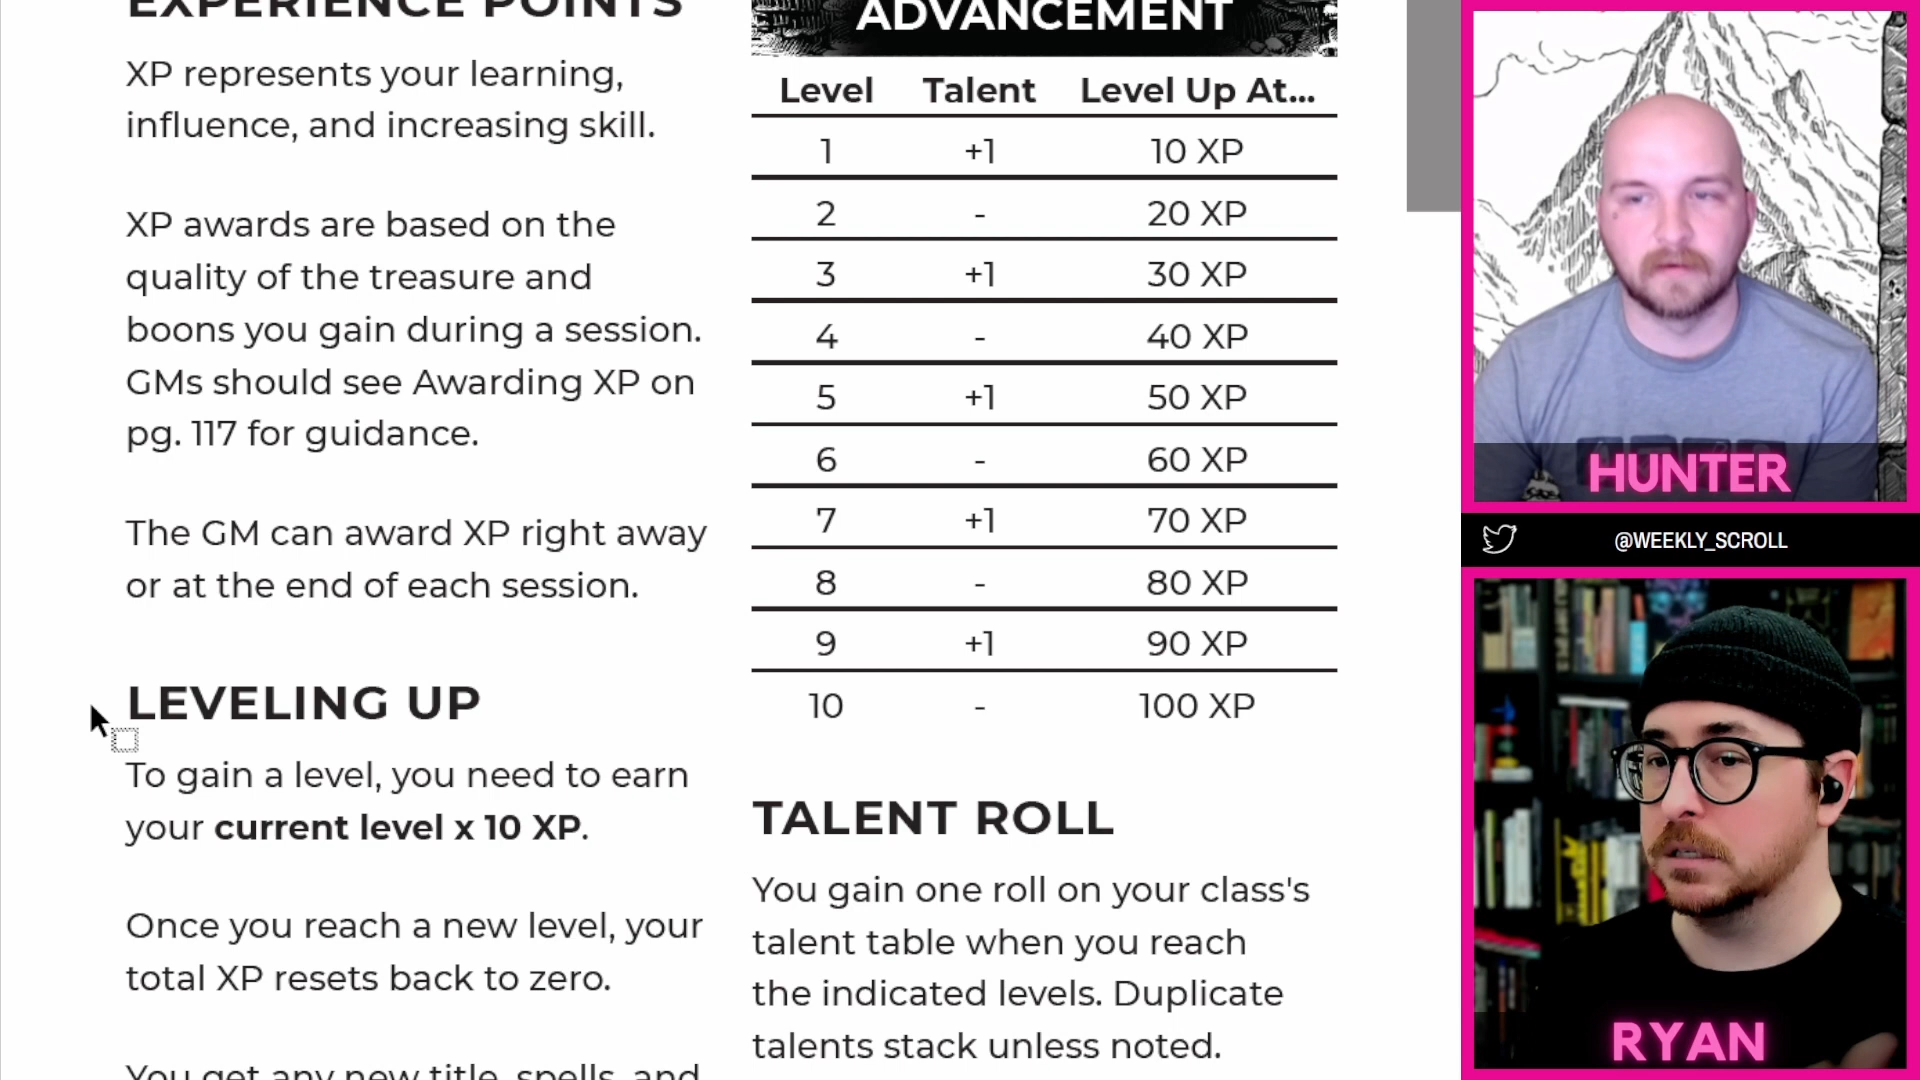 EXPERIENCE POINTS
XP represents your learning,
influence, and increasing skill.
XP awards are based on the
quality of the treasure and
boons you gain during a session.
GMs should see Awarding XP on
pg. 117 for guidance.
The GM can award XP right away
or at the end of each session.
LEVELING UP
To gain a level, you need to earn
your current level x 10 XP.
Once you reach a new level, your
total XP resets back to zero.
You get any new title, spells, and
ADVANCEMENT
Level Talent Level Up At...
1 +1 10 XP
2 - 20 XP
3 +1 30 XP
4 - 40 XP
5 +1 50 XP
6 - 60 XP
7 +1 70 XP
8 - 80 XP
9 +1 90 XP
10 - 100 XP
TALENT ROLL
You gain one roll on your class's
talent table when you reach
the indicated levels. Duplicate
talents stack unless noted.
HUNTER
@WEEKLY_SCROLL
RYAN